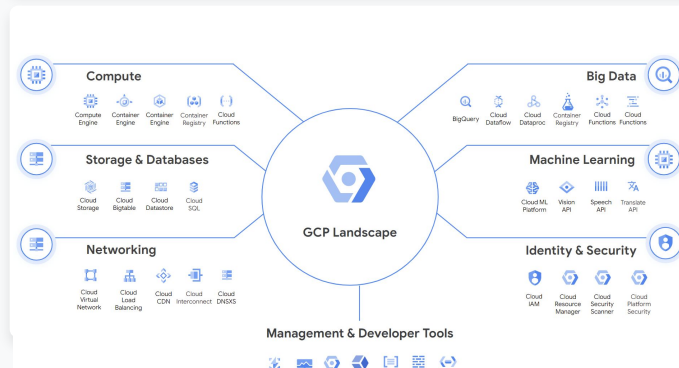 Compute
Compute Engine
Container Engine
Container Engine
Container Registry
Cloud Functions
Storage & Databases
Cloud Storage
Cloud Bigtable
Cloud Datastore
Cloud SQL
Networking
Cloud Virtual Network
Cloud Load Balancing
Cloud CDN
Cloud Interconnect
Cloud DNSXS
GCP Landscape
Big Data
BigQuery
Cloud Dataflow
Cloud Dataproc
Container Registry
Cloud Functions
Cloud Functions
Machine Learning
Cloud ML Platform
Vision API
Speech API
Translate API
Identity & Security
Cloud IAM
Cloud Resource Manager
Cloud Security Scanner
Cloud Platform Security
Management & Developer Tools